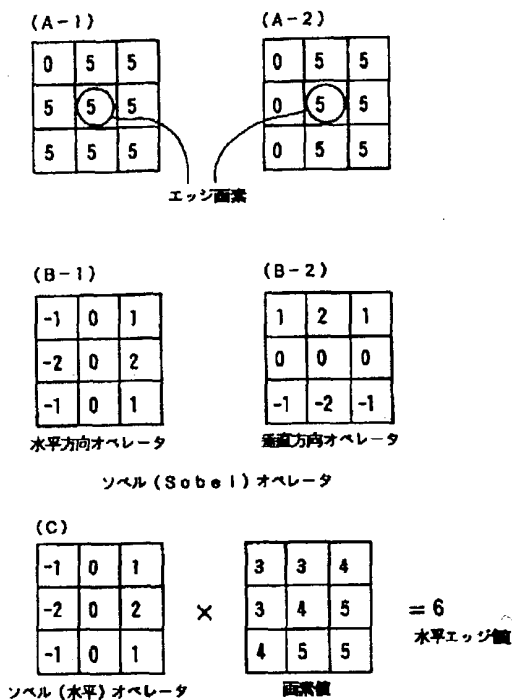 (A-1)
(A-2)
0 5 5
5 5 5
5 5 5
0 5 5
0 5 5
0 5 5
エッジ画素
(B-1)
(B-2)
-1 0 1
-2 0 2
-1 0 1
1 2 1
0 0 0
-1 -2 -1
水平方向オペレータ
垂直方向オペレータ
ソベル(Sobel)オペレータ
(C)
-1 0 1
-2 0 2
-1 0 1
×
3 3 4
3 4 5
4 5 5
=6
水平エッジ値
ソベル(水平)オペレータ
画素値